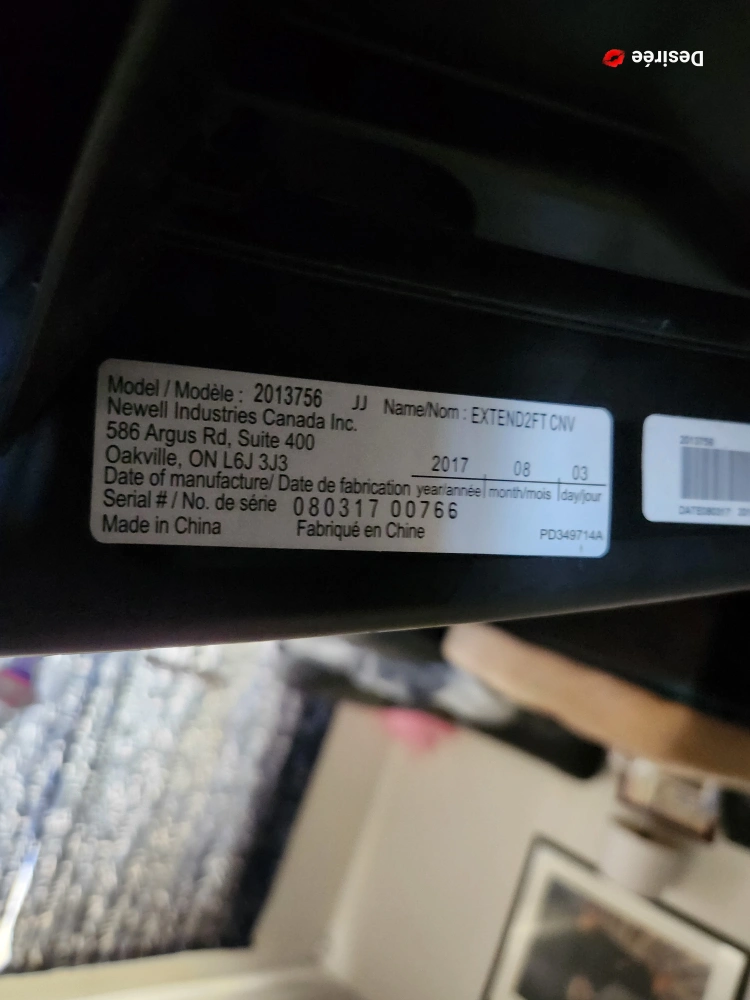 Desirée
Model / Modèle : 2013756 JJ Name/Nom : EXTEND2FT CNV
Newell Industries Canada Inc.
586 Argus Rd, Suite 400
Oakville, ON L6J 3J3
2017 08 03
Date of manufacture/ Date de fabrication year/année month/mois day/jour
Serial # / No. de série 080317 00766
Made in China Fabriqué en Chine PD349714A
2013756